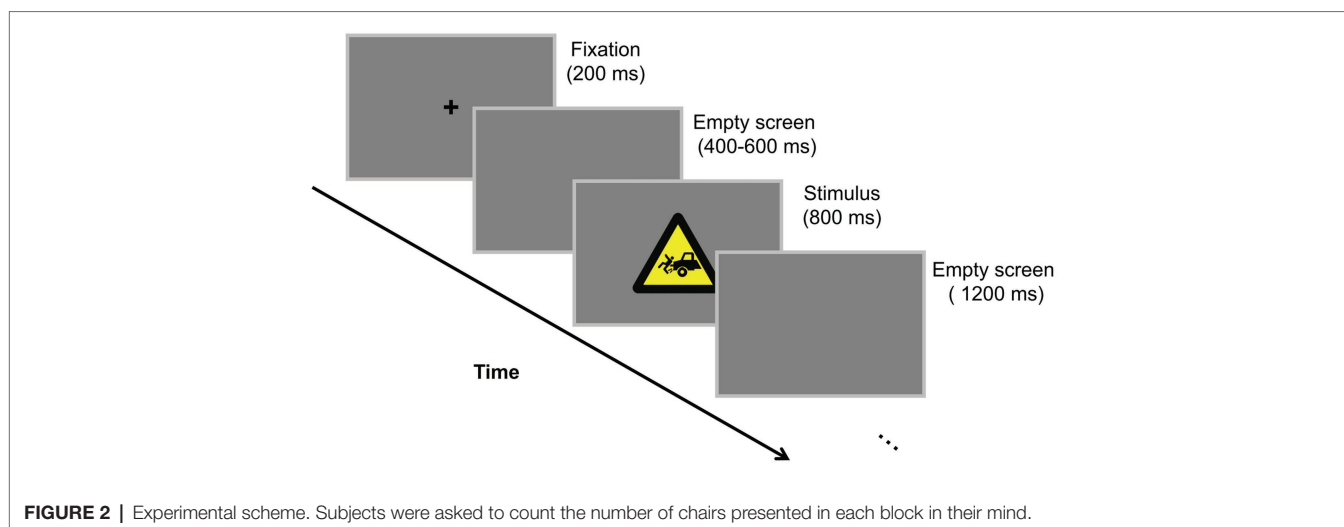 Fixation
(200 ms)
Empty screen
(400-600 ms)
Stimulus
(800 ms)
Empty screen
( 1200 ms)
Time
FIGURE 2 | Experimental scheme. Subjects were asked to count the number of chairs presented in each block in their mind.